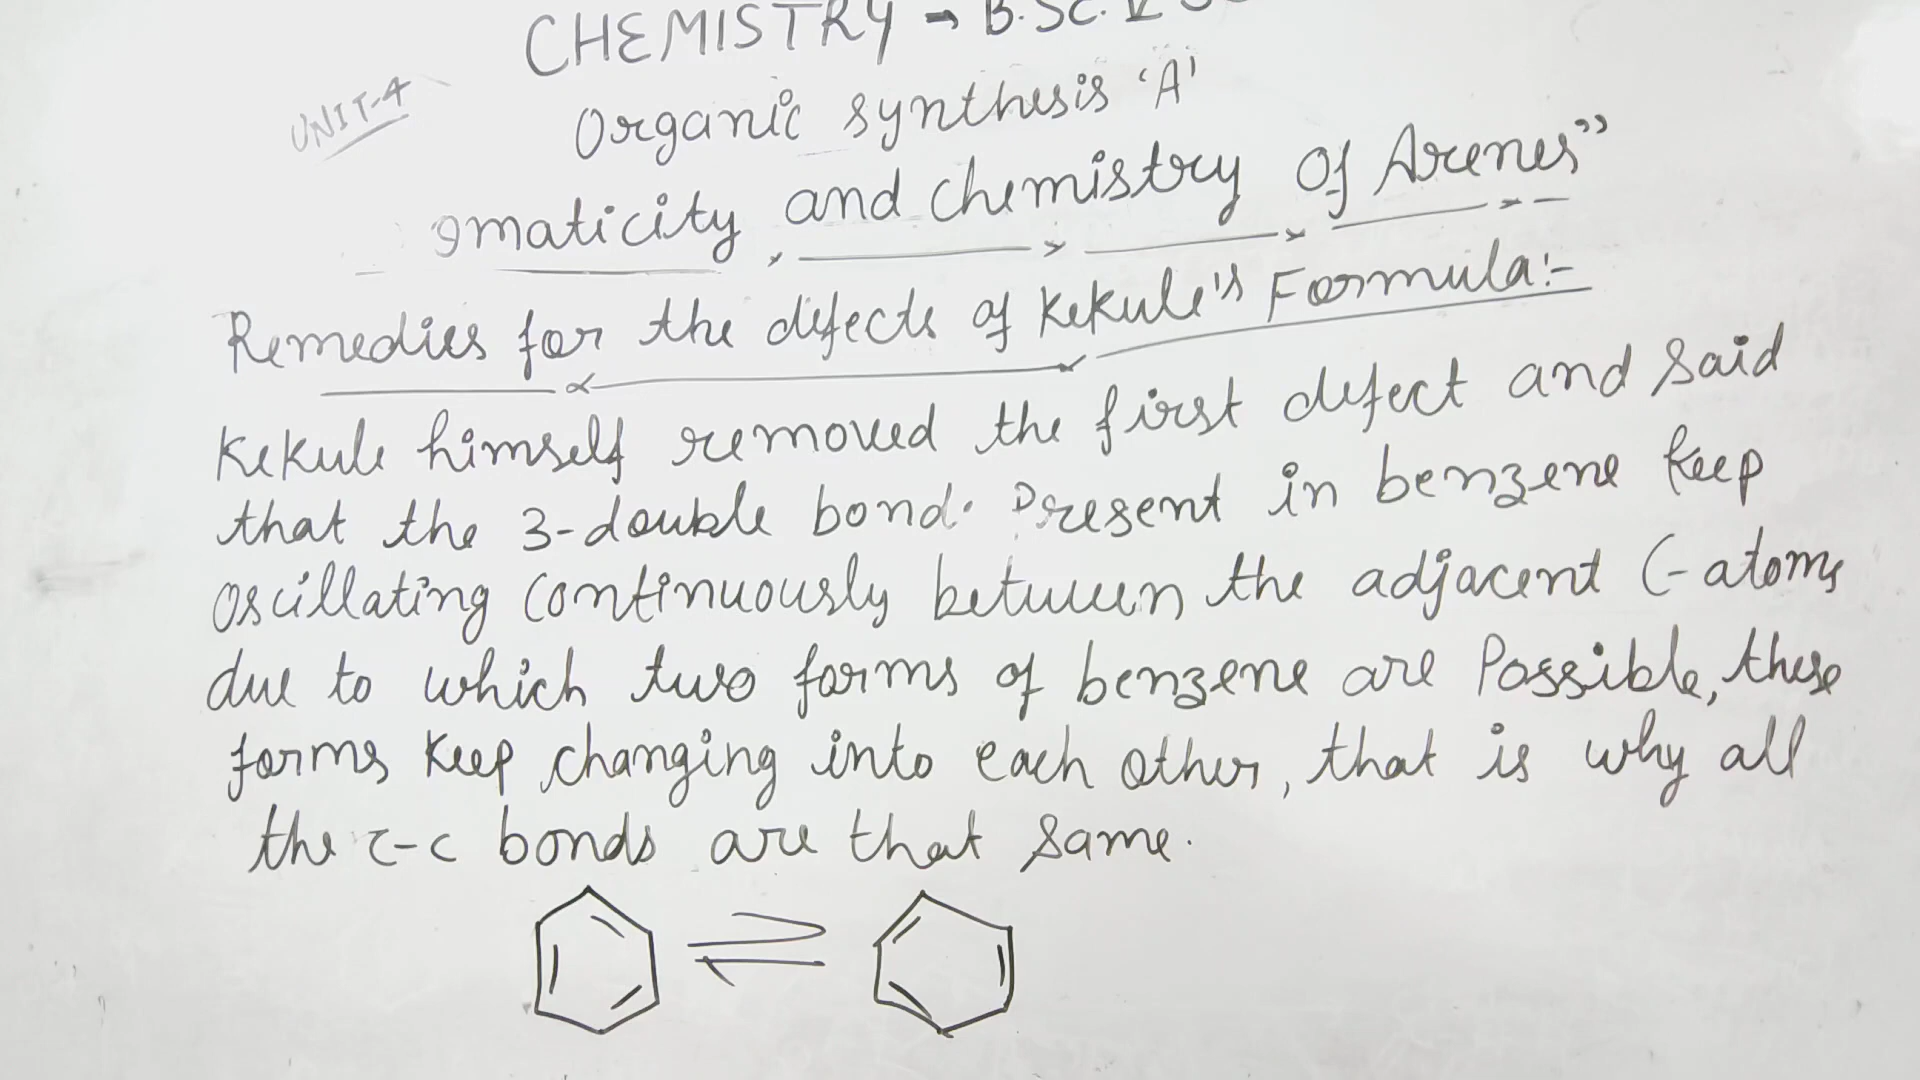 CHEMISTRY → B.Sc. V
UNIT-4
Organic synthesis 'A'
omaticity and chemistry Of Arenes"
Remedies for the defects of Kekule's Formula:-
Kekule himself removed the first defect and said
that the 3-double bond. Present in benzene keep
oscillating continuously between the adjacent C-atoms
due to which two forms of benzene are Possible, these
forms keep changing into each other, that is why all
the c-c bonds are that same.